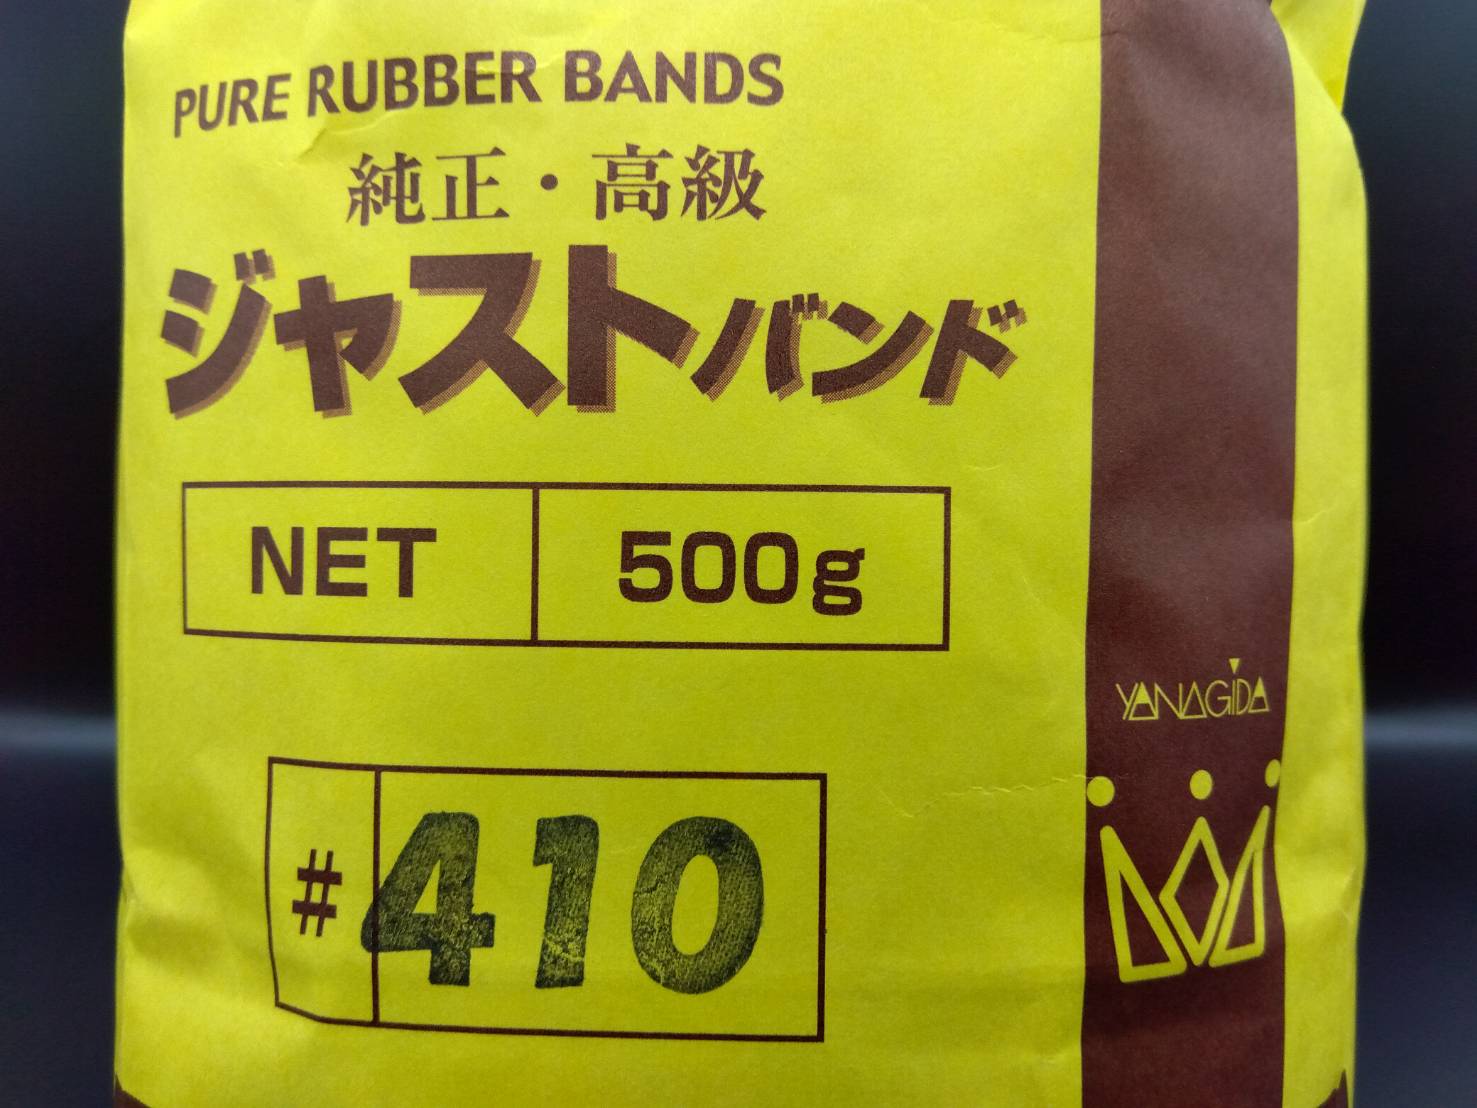 PURE RUBBER BANDS
純正・高級
ジャストバンド
NET 500g
#410
YANAGIDA